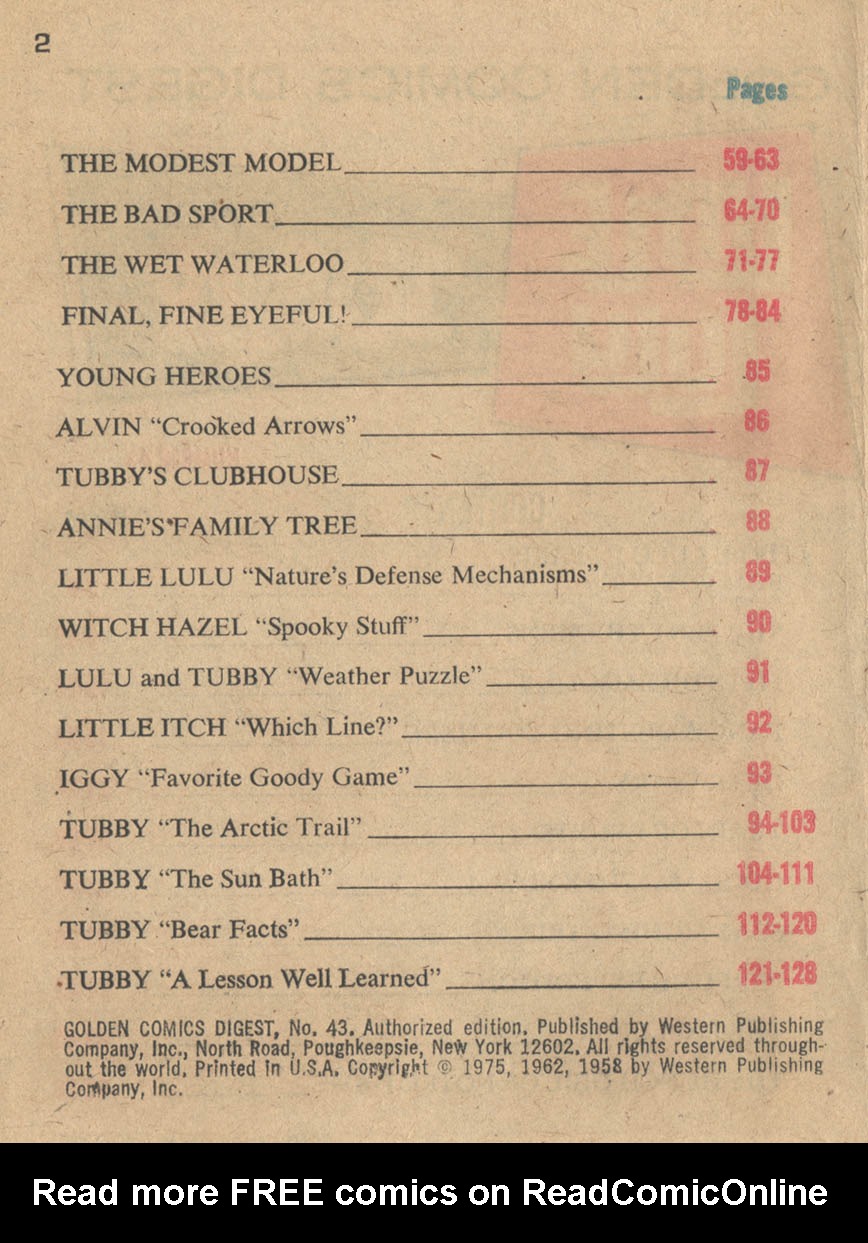 2
Pages
THE MODEST MODEL 59-63
THE BAD SPORT 64-70
THE WET WATERLOO 71-77
FINAL, FINE EYEFUL! 78-84
YOUNG HEROES 85
ALVIN “Crooked Arrows” 86
TUBBY’S CLUBHOUSE 87
ANNIE’S FAMILY TREE 88
LITTLE LULU “Nature’s Defense Mechanisms” 89
WITCH HAZEL “Spooky Stuff” 90
LULU and TUBBY “Weather Puzzle” 91
LITTLE ITCH “Which Line?” 92
IGGY “Favorite Goody Game” 93
TUBBY “The Arctic Trail” 94-103
TUBBY “The Sun Bath” 104-111
TUBBY “Bear Facts” 112-120
TUBBY “A Lesson Well Learned” 121-128
GOLDEN COMICS DIGEST, No. 43. Authorized edition. Published by Western Publishing
Company, Inc., North Road, Poughkeepsie, New York 12602. All rights reserved through-
out the world. Printed in U.S.A. Copyright © 1975, 1962, 1958 by Western Publishing
Company, Inc.
Read more FREE comics on ReadComicOnline